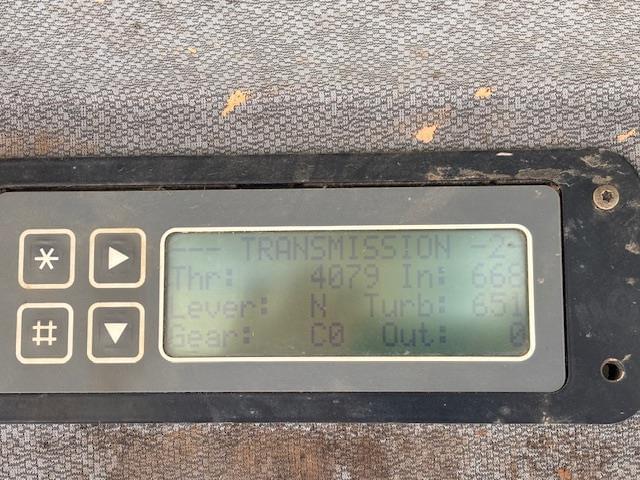 --- TRANSMISSION -2-
Thr: 4079 In: 668
Lever: N Turb: 651
Gear: C0 Out: 0
*
#